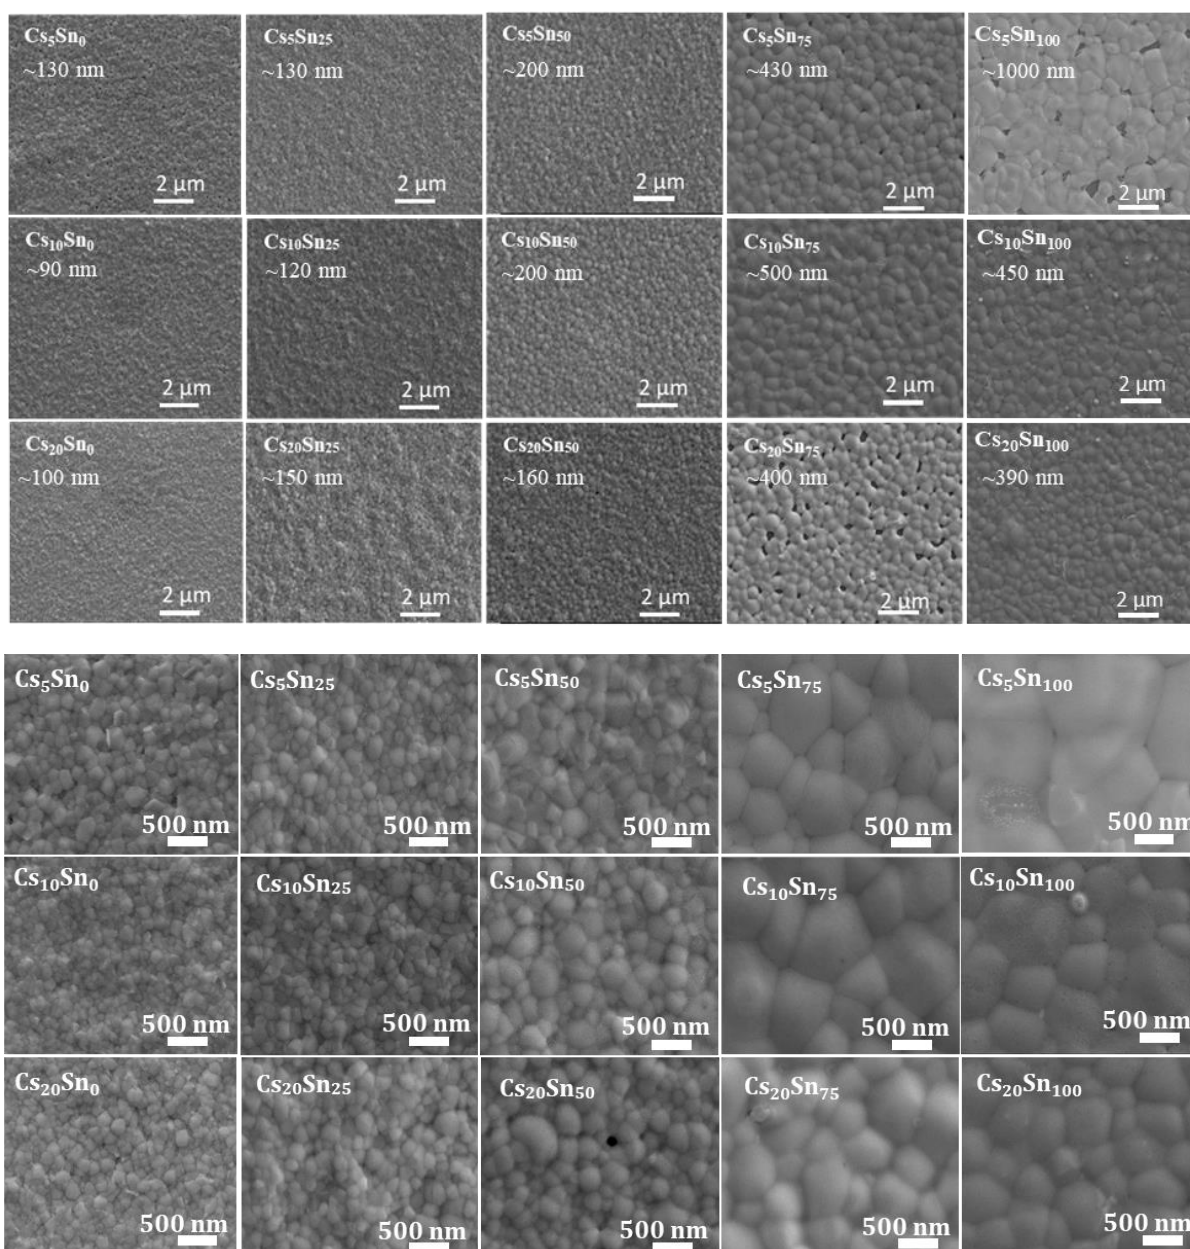 Cs₅Sn₀
~130 nm
2 μm
Cs₅Sn₂₅
~130 nm
2 μm
Cs₅Sn₅₀
~200 nm
2 μm
Cs₅Sn₇₅
~430 nm
2 μm
Cs₅Sn₁₀₀
~1000 nm
2 μm
Cs₁₀Sn₀
~90 nm
2 μm
Cs₁₀Sn₂₅
~120 nm
2 μm
Cs₁₀Sn₅₀
~200 nm
2 μm
Cs₁₀Sn₇₅
~500 nm
2 μm
Cs₁₀Sn₁₀₀
~450 nm
2 μm
Cs₂₀Sn₀
~100 nm
2 μm
Cs₂₀Sn₂₅
~150 nm
2 μm
Cs₂₀Sn₅₀
~160 nm
2 μm
Cs₂₀Sn₇₅
~400 nm
2 μm
Cs₂₀Sn₁₀₀
~390 nm
2 μm
Cs₅Sn₀
500 nm
Cs₅Sn₂₅
500 nm
Cs₅Sn₅₀
500 nm
Cs₅Sn₇₅
500 nm
Cs₅Sn₁₀₀
500 nm
Cs₁₀Sn₀
500 nm
Cs₁₀Sn₂₅
500 nm
Cs₁₀Sn₅₀
500 nm
Cs₁₀Sn₇₅
500 nm
Cs₁₀Sn₁₀₀
500 nm
Cs₂₀Sn₀
500 nm
Cs₂₀Sn₂₅
500 nm
Cs₂₀Sn₅₀
500 nm
Cs₂₀Sn₇₅
500 nm
Cs₂₀Sn₁₀₀
500 nm